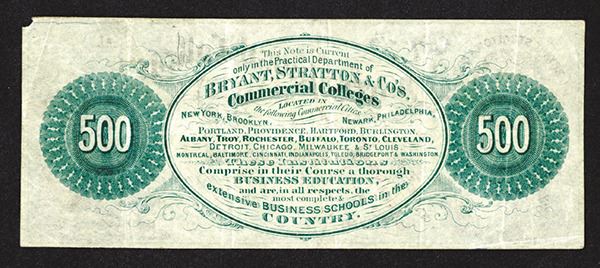 This Note is Current
only in the Practical Department of
BRYANT, STRATTON & CO'S.
Commercial Colleges
LOCATED IN
the following Commercial Cities
NEW YORK, BROOKLYN, NEWARK, PHILADELPHIA,
PORTLAND, PROVIDENCE, HARTFORD, BURLINGTON,
ALBANY, TROY, ROCHESTER, BUFFALO, TORONTO, CLEVELAND,
DETROIT, CHICAGO, MILWAUKEE & ST LOUIS,
MONTREAL, BALTIMORE, CINCINNATI, INDIANAPOLIS, TOLEDO, BRIDGEPORT & WASHINGTON
These Institutions
Comprise in their Course a thorough
BUSINESS EDUCATION,
and are, in all respects, the
most complete &
extensive BUSINESS SCHOOLS in the
COUNTRY.
500
500